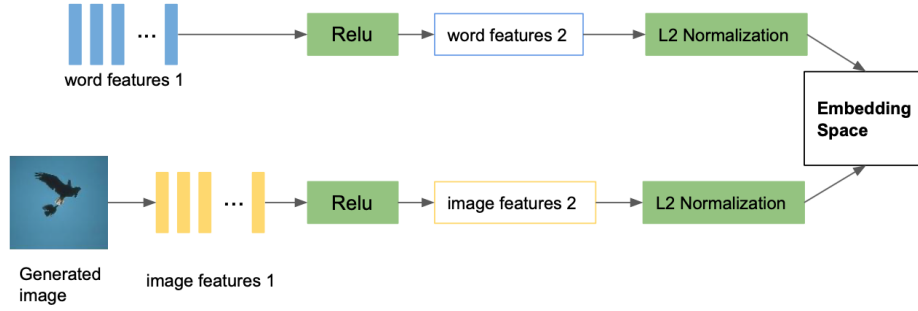 Relu
word features 2
L2 Normalization
word features 1
Embedding
Space
Relu
image features 2
L2 Normalization
Generated
image
image features 1